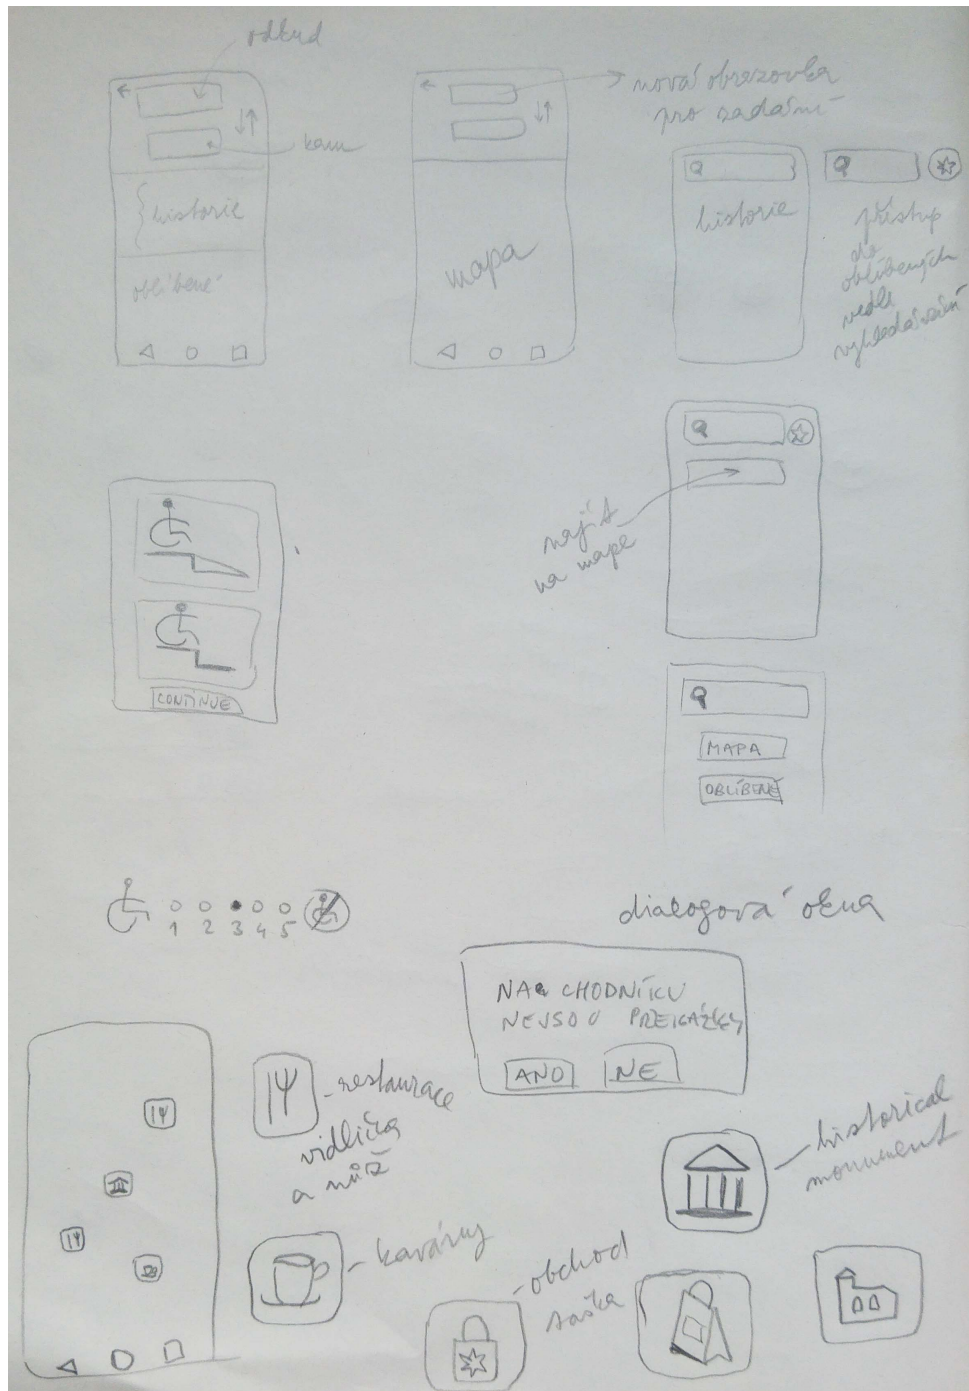 odkud
kam
historie
oblíbené
mapa
nová obrazovka
pro zadání
historie
přístup
do
oblíbených
vedle
vyhledávání
najít
na mapě
CONTINUE
MAPA
OBLÍBENÉ
1 2 3 4 5
dialogová okna
NA CHODNÍKU
NEJSOU PŘEKÁŽKY
ANO NE
restaurace
vidlička
a nůž
historical
monument
kavárny
obchod
taška